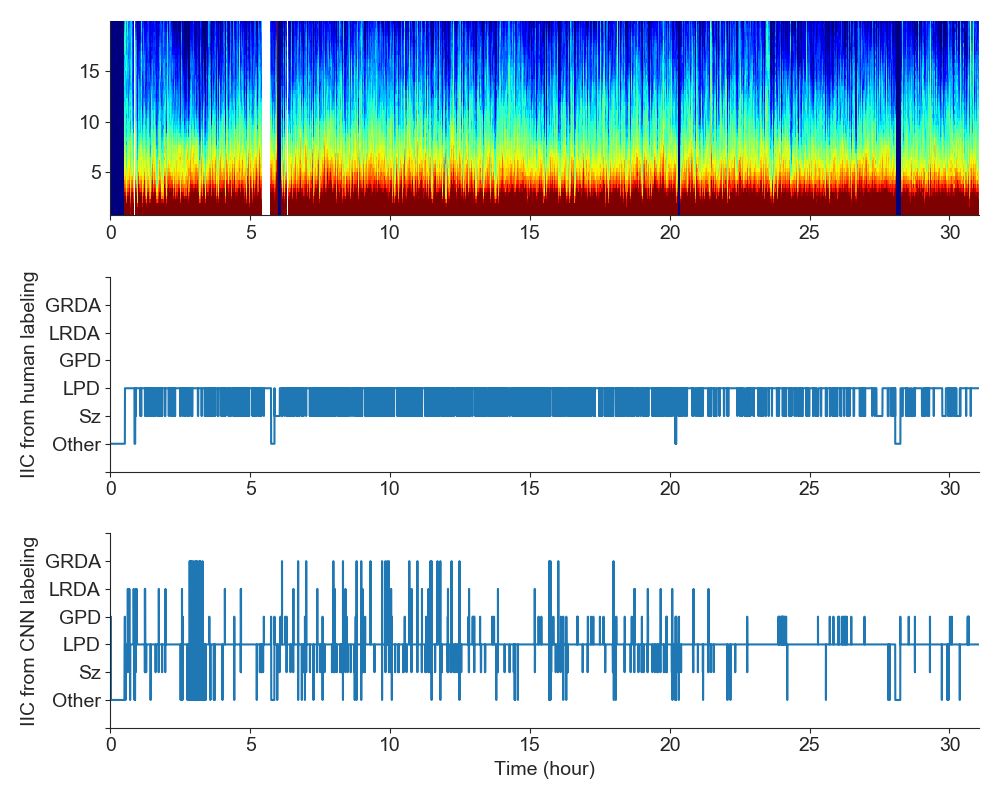 15
10
5
0 5 10 15 20 25 30
IIC from human labeling
GRDA
LRDA
GPD
LPD
Sz
Other
0 5 10 15 20 25 30
IIC from CNN labeling
GRDA
LRDA
GPD
LPD
Sz
Other
0 5 10 15 20 25 30
Time (hour)